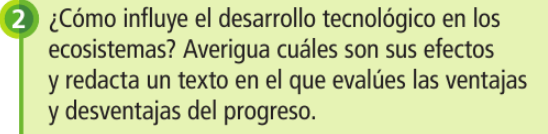 2 ¿Cómo influye el desarrollo tecnológico en los
ecosistemas? Averigua cuáles son sus efectos
y redacta un texto en el que evalúes las ventajas
y desventajas del progreso.